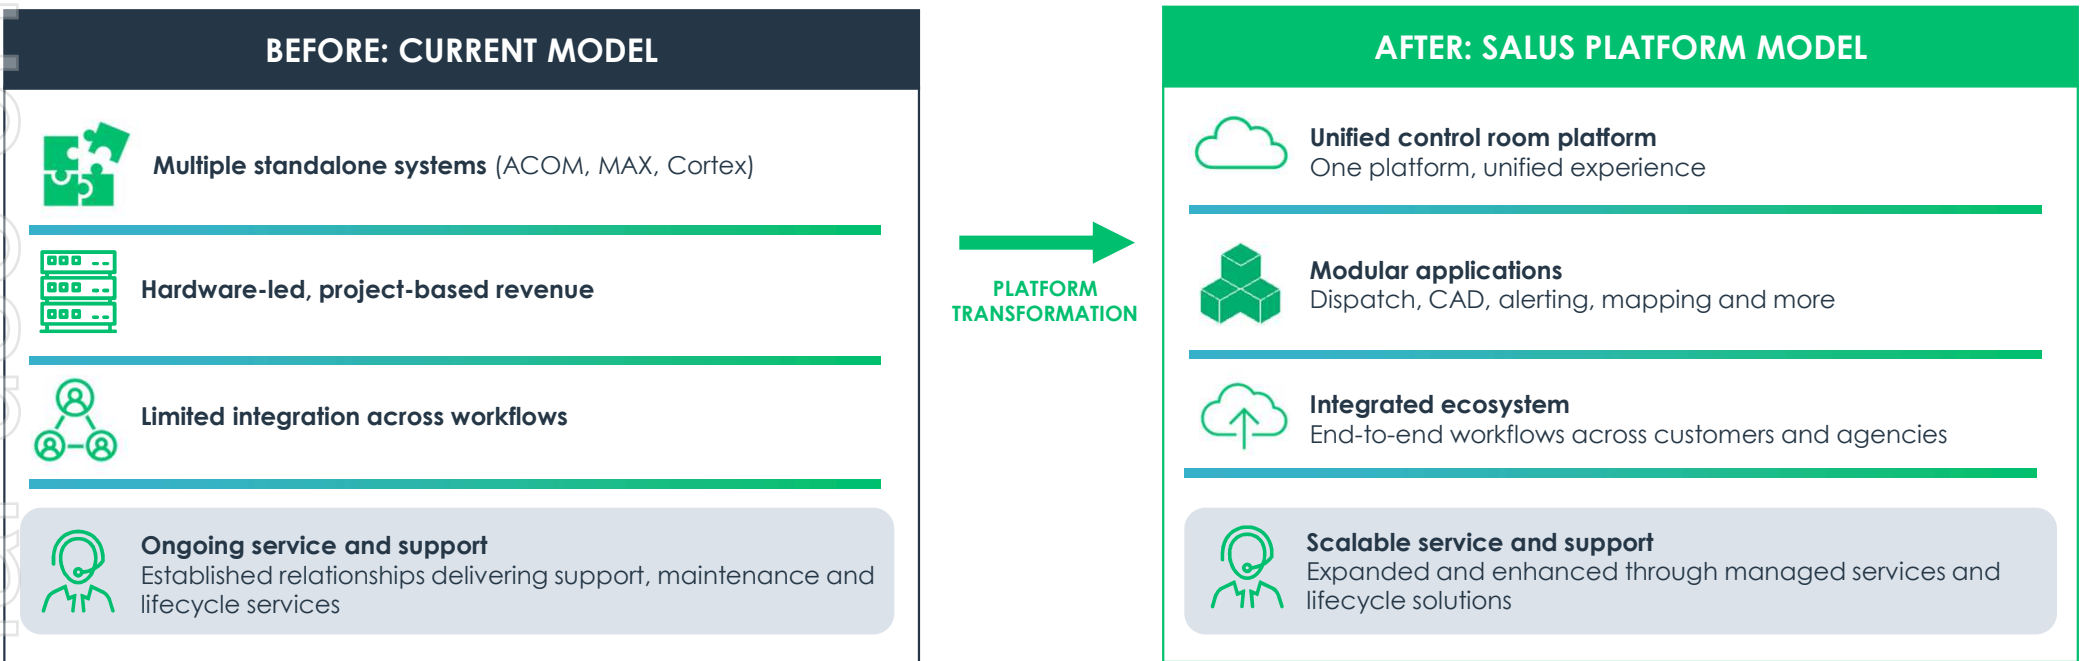 BEFORE: CURRENT MODEL
Multiple standalone systems (ACOM, MAX, Cortex)
Hardware-led, project-based revenue
Limited integration across workflows
Ongoing service and support
Established relationships delivering support, maintenance and
lifecycle services
PLATFORM
TRANSFORMATION
AFTER: SALUS PLATFORM MODEL
Unified control room platform
One platform, unified experience
Modular applications
Dispatch, CAD, alerting, mapping and more
Integrated ecosystem
End-to-end workflows across customers and agencies
Scalable service and support
Expanded and enhanced through managed services and
lifecycle solutions